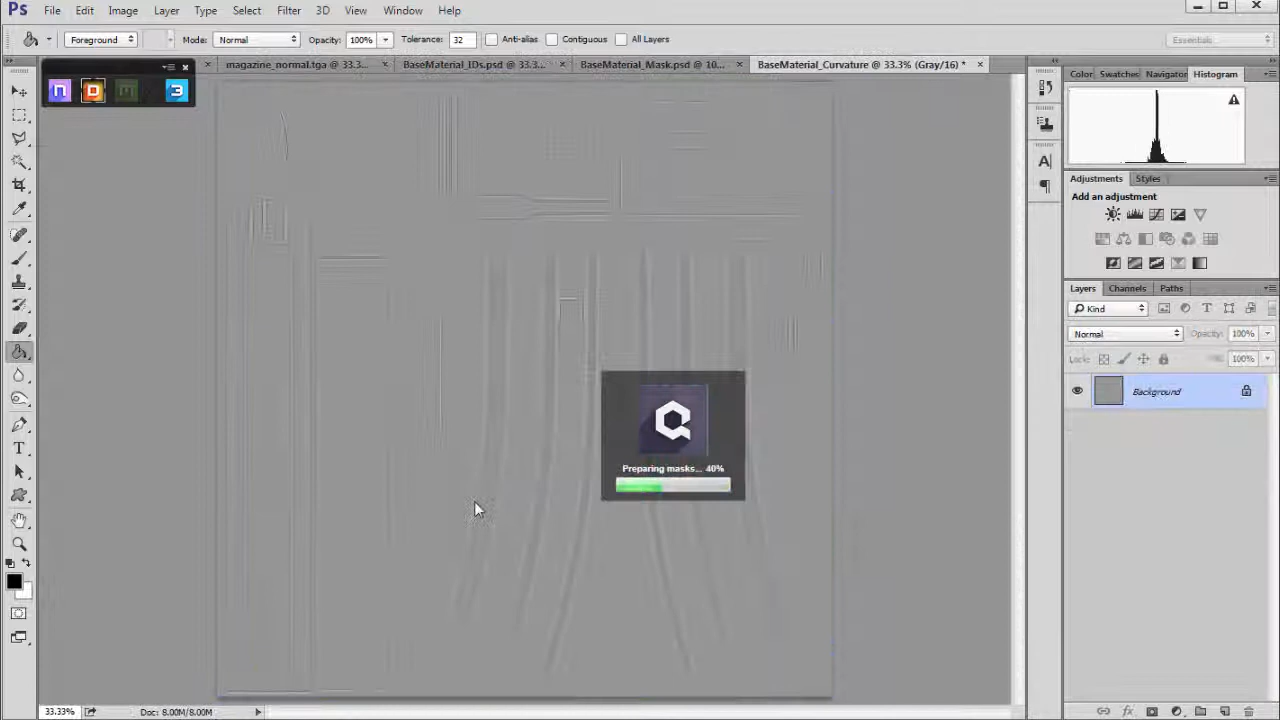 Ps File Edit Image Layer Type Select Filter 3D View Window Help
Foreground Mode: Normal Opacity: 100% Tolerance: 32 Anti-alias Contiguous All Layers Essentials
magazine_normal.tga @ 33.3... × BaseMaterial_IDs.psd @ 33.3... × BaseMaterial_Mask.psd @ 10... × BaseMaterial_Curvature @ 33.3% (Gray/16) * ×
Color Swatches Navigator Histogram
n D m 3
Adjustments Styles
Add an adjustment
Layers Channels Paths
Kind
Normal Opacity: 100%
Lock: 100%
Background
Preparing masks... 40%
33.33% Doc: 8.00M/8.00M